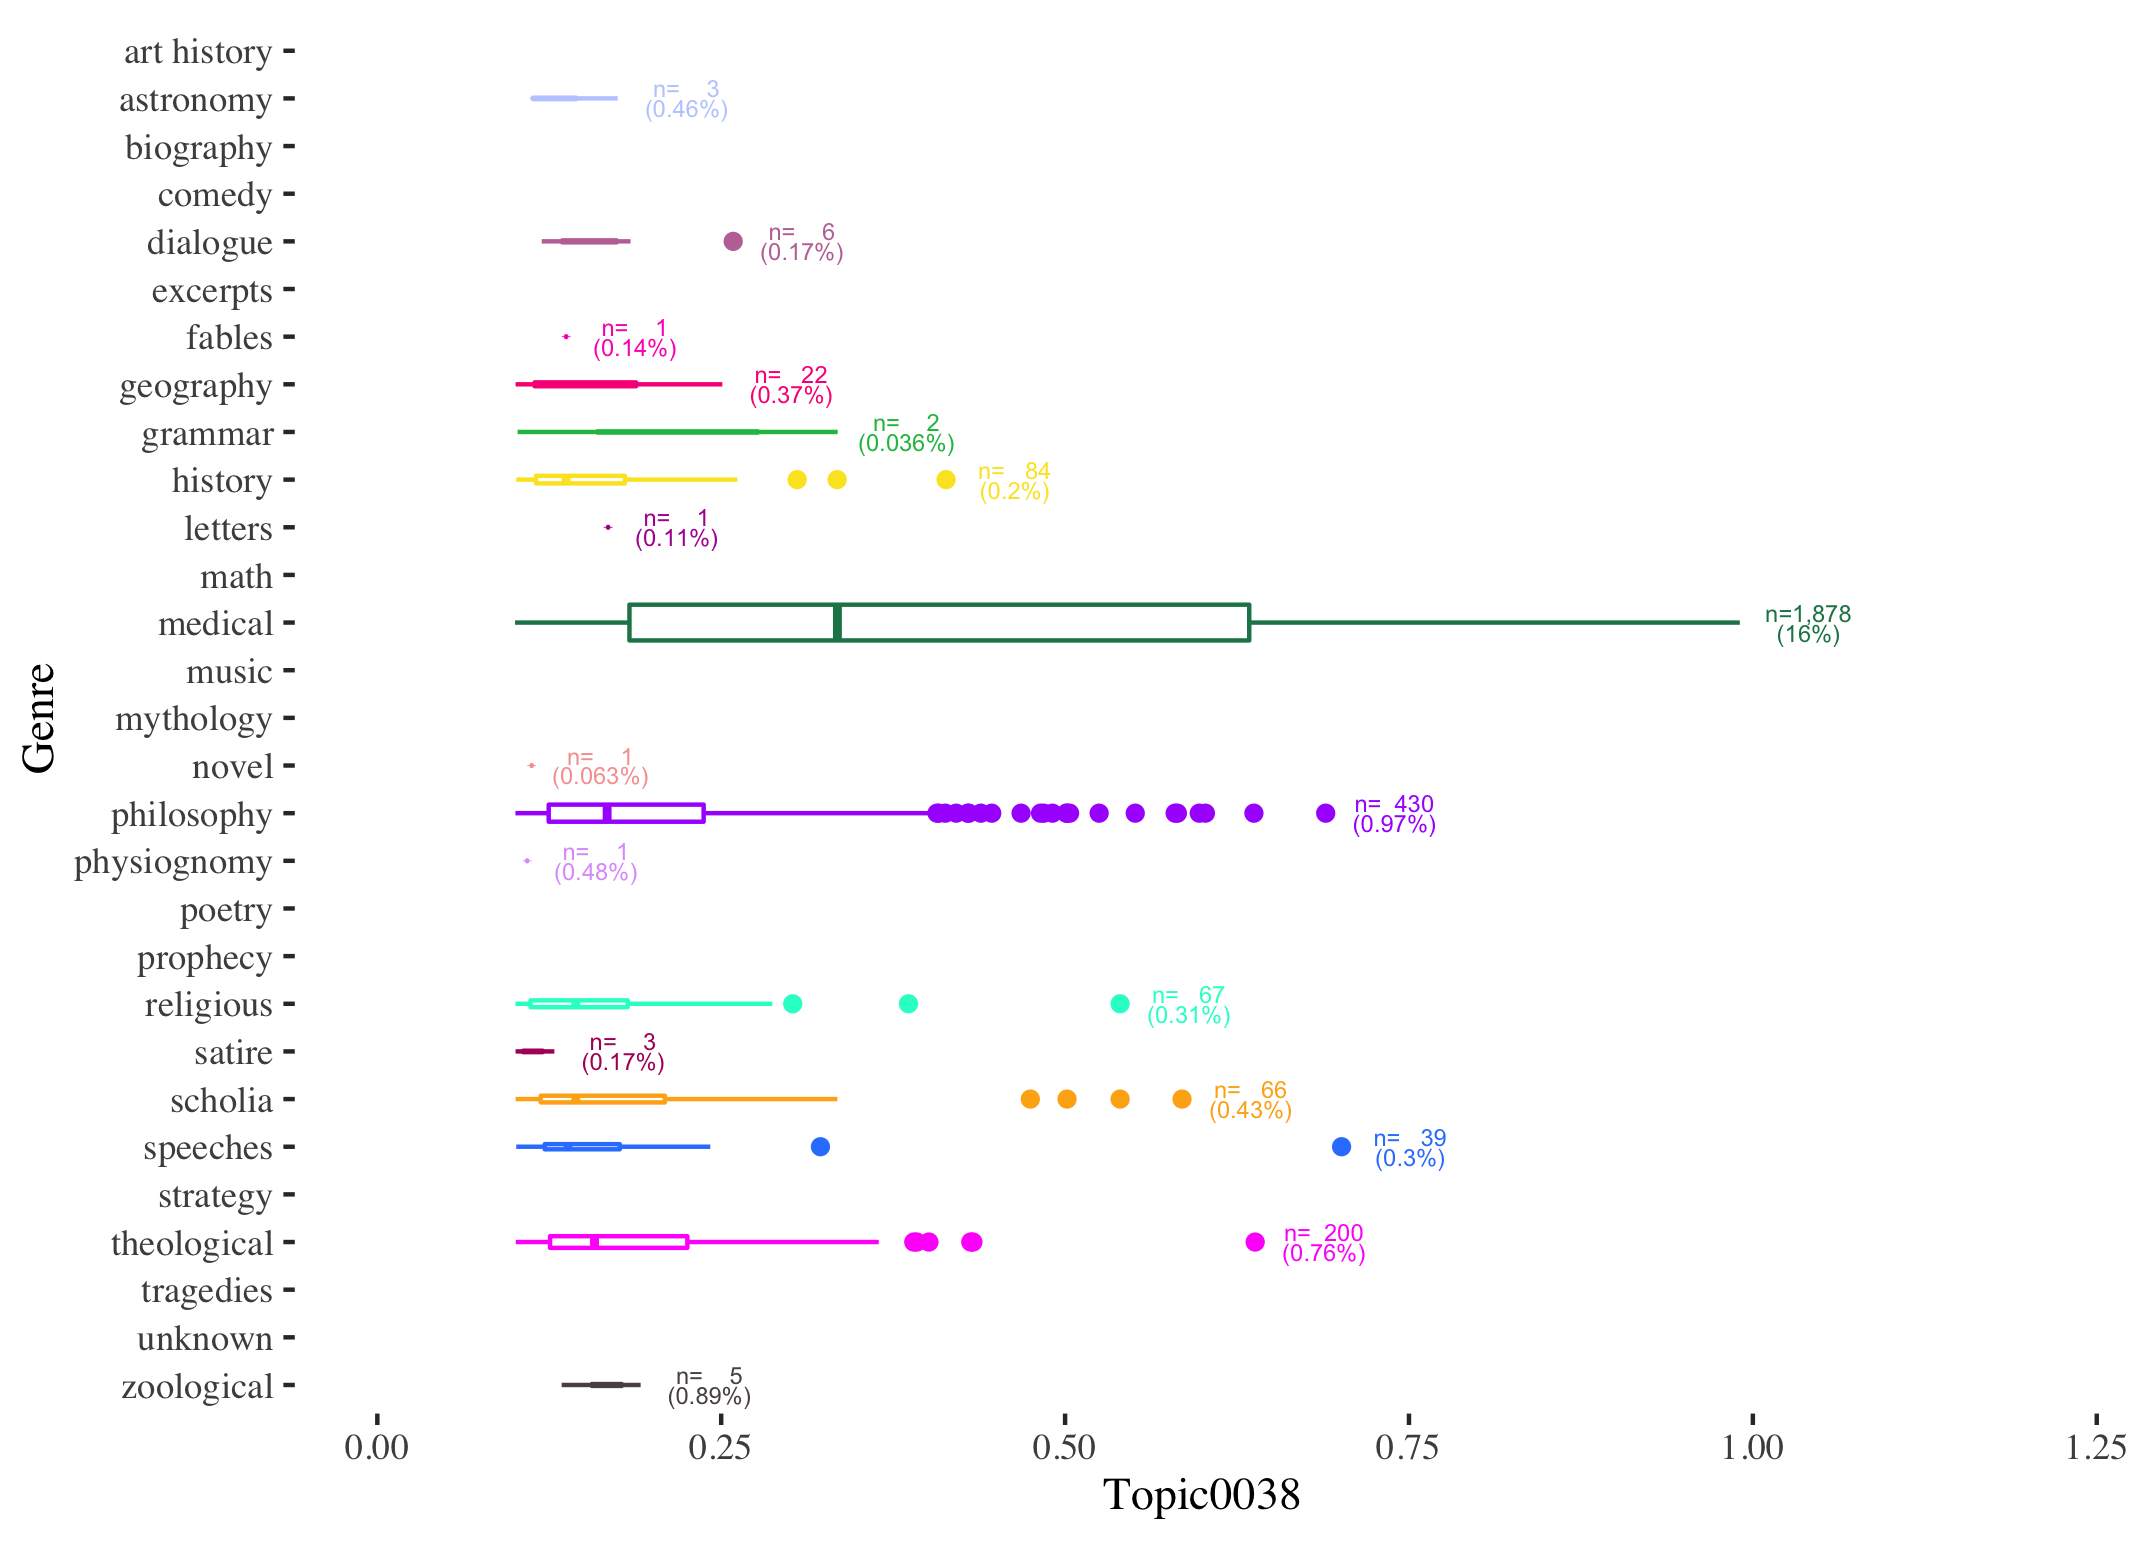 art history
astronomy
n= 3
(0.46%)
biography
comedy
dialogue
n= 6
(0.17%)
excerpts
fables
n= 1
(0.14%)
geography
n= 22
(0.37%)
grammar
n= 2
(0.036%)
history
n= 84
(0.2%)
letters
n= 1
(0.11%)
math
medical
n=1,878
(16%)
music
mythology
novel
n= 1
(0.063%)
philosophy
n= 430
(0.97%)
physiognomy
n= 1
(0.48%)
poetry
prophecy
religious
n= 67
(0.31%)
satire
n= 3
(0.17%)
scholia
n= 66
(0.43%)
speeches
n= 39
(0.3%)
strategy
theological
n= 200
(0.76%)
tragedies
unknown
zoological
n= 5
(0.89%)
Genre
0.00 0.25 0.50 0.75 1.00 1.25
Topic0038